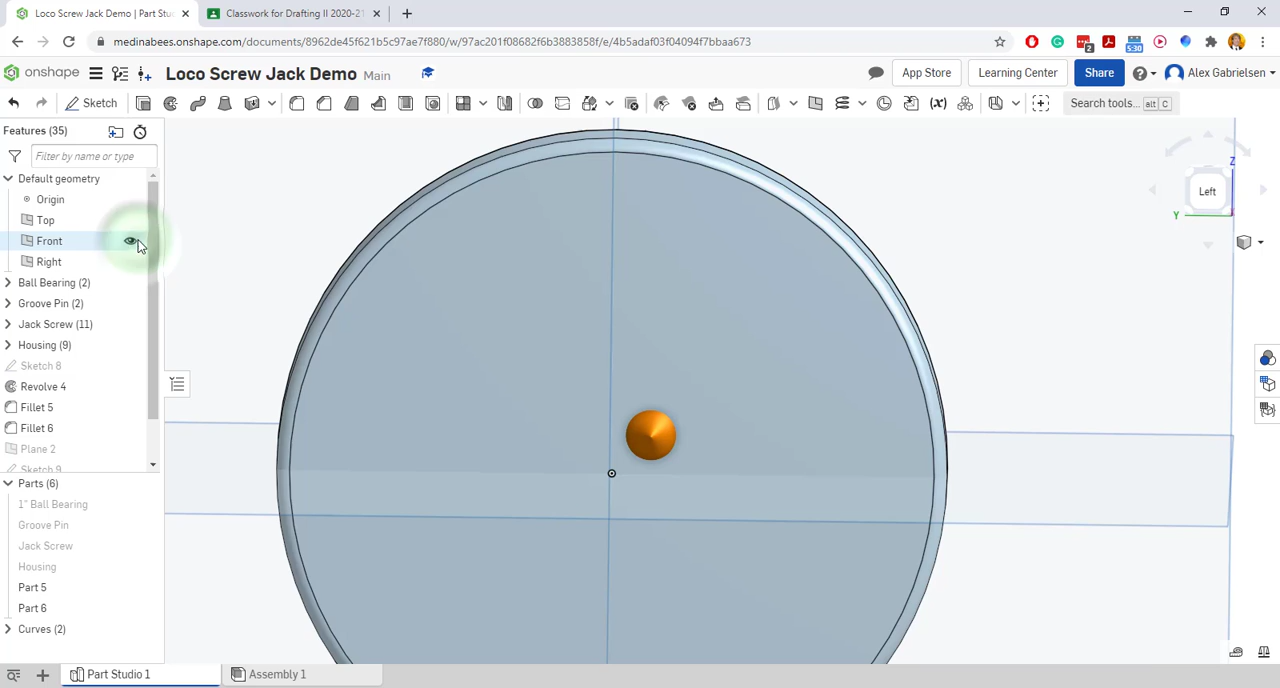 Loco Screw Jack Demo | Part Stu
Classwork for Drafting II 2020-21
medinabees.onshape.com/documents/8962de45f621b5c97ae7f880/w/97ac201f08682f6b3883858f/e/4b5adaf03f04094f7bbaa673
2
5:30
onshape
Loco Screw Jack Demo Main
App Store
Learning Center
Share
Alex Gabrielsen
Sketch
Search tools... alt C
Features (35)
Filter by name or type
Default geometry
Origin
Top
Front
Right
Ball Bearing (2)
Groove Pin (2)
Jack Screw (11)
Housing (9)
Sketch 8
Revolve 4
Fillet 5
Fillet 6
Plane 2
Sketch 9
Parts (6)
1" Ball Bearing
Groove Pin
Jack Screw
Housing
Part 5
Part 6
Curves (2)
Z
Left
Y
Part Studio 1
Assembly 1